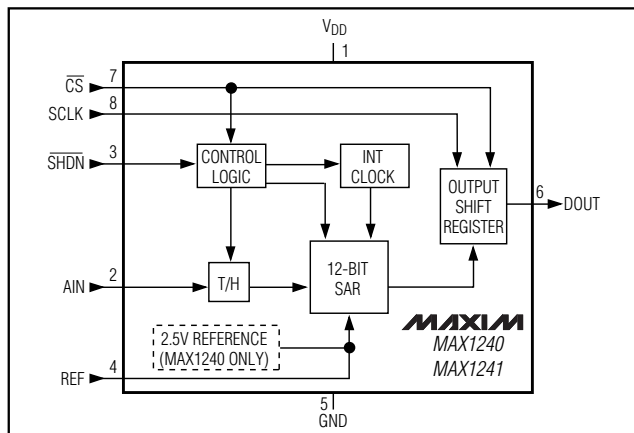 VDD
1
CS
7
SCLK
8
SHDN
3
CONTROL
LOGIC
INT
CLOCK
OUTPUT
SHIFT
REGISTER
6
DOUT
AIN
2
T/H
12-BIT
SAR
2.5V REFERENCE
(MAX1240 ONLY)
MAXIM
MAX1240
MAX1241
REF
4
5
GND